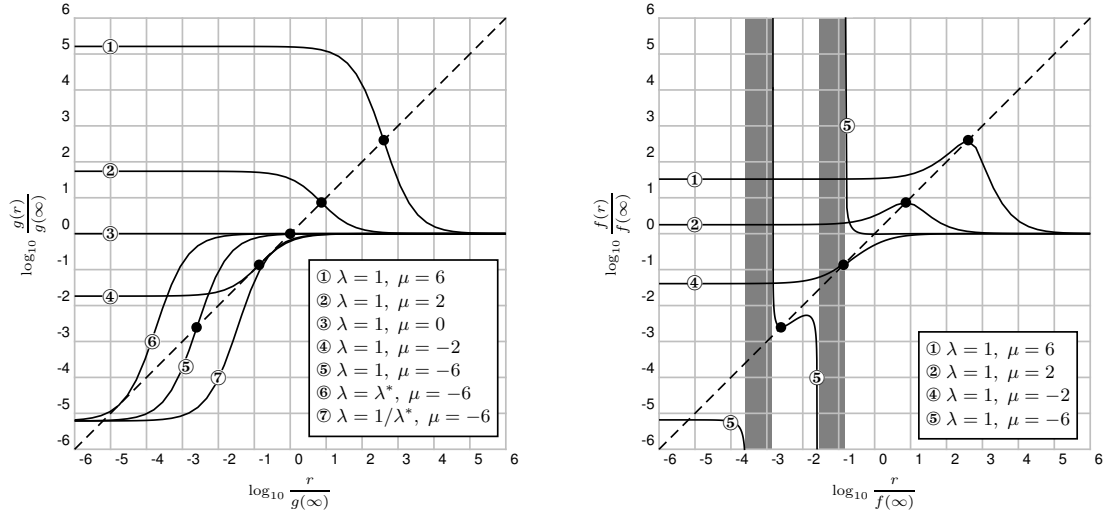 6
5
4
2
1
0
-1
-2
-3
-4
-5
-6
log₁₀ g(r)/g(∞)
①
②
③
④
⑥
⑤
⑦
① λ = 1, μ = 6
② λ = 1, μ = 2
③ λ = 1, μ = 0
④ λ = 1, μ = −2
⑤ λ = 1, μ = −6
⑥ λ = λ*, μ = −6
⑦ λ = 1/λ*, μ = −6
-6 -5 -4 -3 -2 -1 0 1 2 4 5 6
log₁₀ r/g(∞)
6
5
4
2
1
0
-1
-2
-3
-4
-5
-6
log₁₀ f(r)/f(∞)
⑤
①
②
④
⑤
⑤
① λ = 1, μ = 6
② λ = 1, μ = 2
④ λ = 1, μ = −2
⑤ λ = 1, μ = −6
-6 -5 -4 -3 -2 -1 0 1 2 4 5 6
log₁₀ r/f(∞)